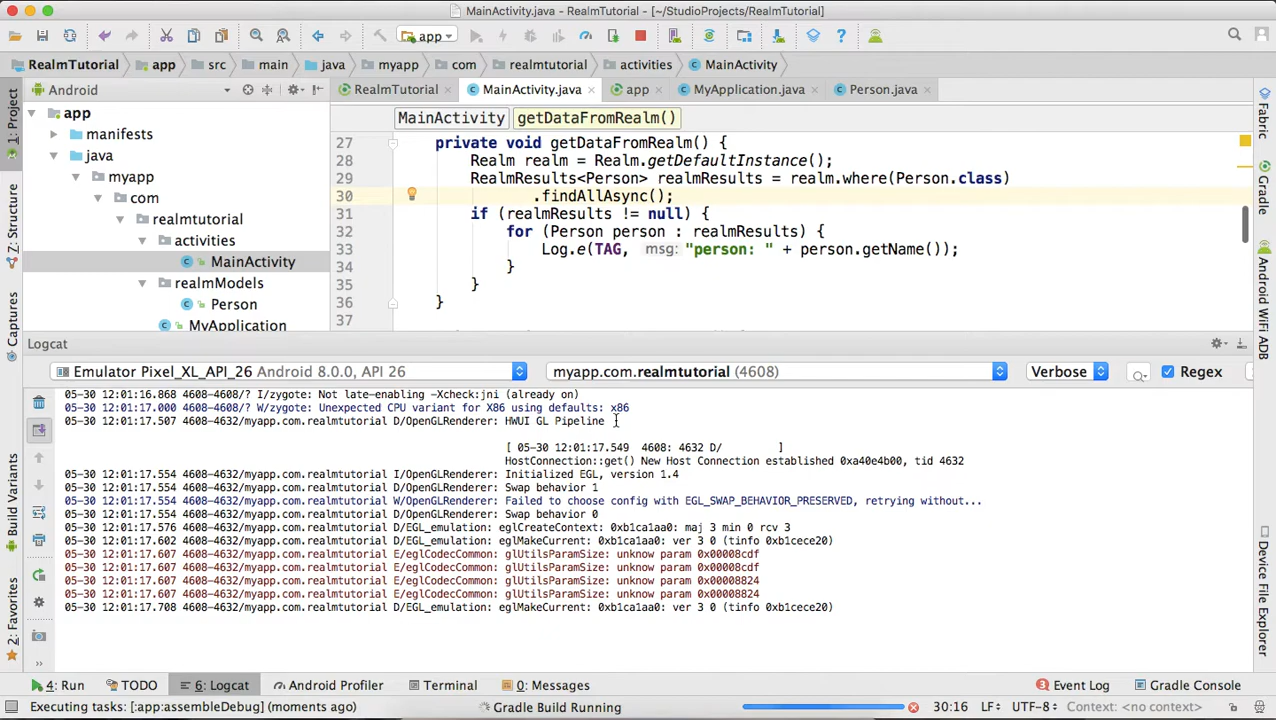 MainActivity.java - RealmTutorial - [~/StudioProjects/RealmTutorial]
app
RealmTutorial app src main java myapp com realmtutorial activities MainActivity
Android
RealmTutorial MainActivity.java app MyApplication.java Person.java
1: Project
Z: Structure
Captures
Build Variants
2: Favorites
app
manifests
java
myapp
com
realmtutorial
activities
MainActivity
realmModels
Person
MyApplication
MainActivity getDataFromRealm()
27 private void getDataFromRealm() {
28 Realm realm = Realm.getDefaultInstance();
29 RealmResults<Person> realmResults = realm.where(Person.class)
30 .findAllAsync();
31 if (realmResults != null) {
32 for (Person person : realmResults) {
33 Log.e(TAG, msg: "person: " + person.getName());
34 }
35 }
36 }
37
Fabric
Gradle
Android WiFi ADB
Device File Explorer
Logcat
Emulator Pixel_XL_API_26 Android 8.0.0, API 26 myapp.com.realmtutorial (4608) Verbose Regex
05-30 12:01:16.868 4608-4608/? I/zygote: Not late-enabling -Xcheck:jni (already on)
05-30 12:01:17.000 4608-4608/? W/zygote: Unexpected CPU variant for X86 using defaults: x86
05-30 12:01:17.507 4608-4632/myapp.com.realmtutorial D/OpenGLRenderer: HWUI GL Pipeline
[ 05-30 12:01:17.549 4608: 4632 D/ ]
HostConnection::get() New Host Connection established 0xa40e4b00, tid 4632
05-30 12:01:17.554 4608-4632/myapp.com.realmtutorial I/OpenGLRenderer: Initialized EGL, version 1.4
05-30 12:01:17.554 4608-4632/myapp.com.realmtutorial D/OpenGLRenderer: Swap behavior 1
05-30 12:01:17.554 4608-4632/myapp.com.realmtutorial W/OpenGLRenderer: Failed to choose config with EGL_SWAP_BEHAVIOR_PRESERVED, retrying without...
05-30 12:01:17.554 4608-4632/myapp.com.realmtutorial D/OpenGLRenderer: Swap behavior 0
05-30 12:01:17.576 4608-4632/myapp.com.realmtutorial D/EGL_emulation: eglCreateContext: 0xb1ca1aa0: maj 3 min 0 rcv 3
05-30 12:01:17.602 4608-4632/myapp.com.realmtutorial D/EGL_emulation: eglMakeCurrent: 0xb1ca1aa0: ver 3 0 (tinfo 0xb1cece20)
05-30 12:01:17.607 4608-4632/myapp.com.realmtutorial E/eglCodecCommon: glUtilsParamSize: unknow param 0x00008cdf
05-30 12:01:17.607 4608-4632/myapp.com.realmtutorial E/eglCodecCommon: glUtilsParamSize: unknow param 0x00008cdf
05-30 12:01:17.607 4608-4632/myapp.com.realmtutorial E/eglCodecCommon: glUtilsParamSize: unknow param 0x00008824
05-30 12:01:17.607 4608-4632/myapp.com.realmtutorial E/eglCodecCommon: glUtilsParamSize: unknow param 0x00008824
05-30 12:01:17.708 4608-4632/myapp.com.realmtutorial D/EGL_emulation: eglMakeCurrent: 0xb1ca1aa0: ver 3 0 (tinfo 0xb1cece20)
4: Run TODO 6: Logcat Android Profiler Terminal 0: Messages Event Log Gradle Console
Executing tasks: [:app:assembleDebug] (moments ago) Gradle Build Running 30:16 LF÷ UTF-8÷ Context: <no context>